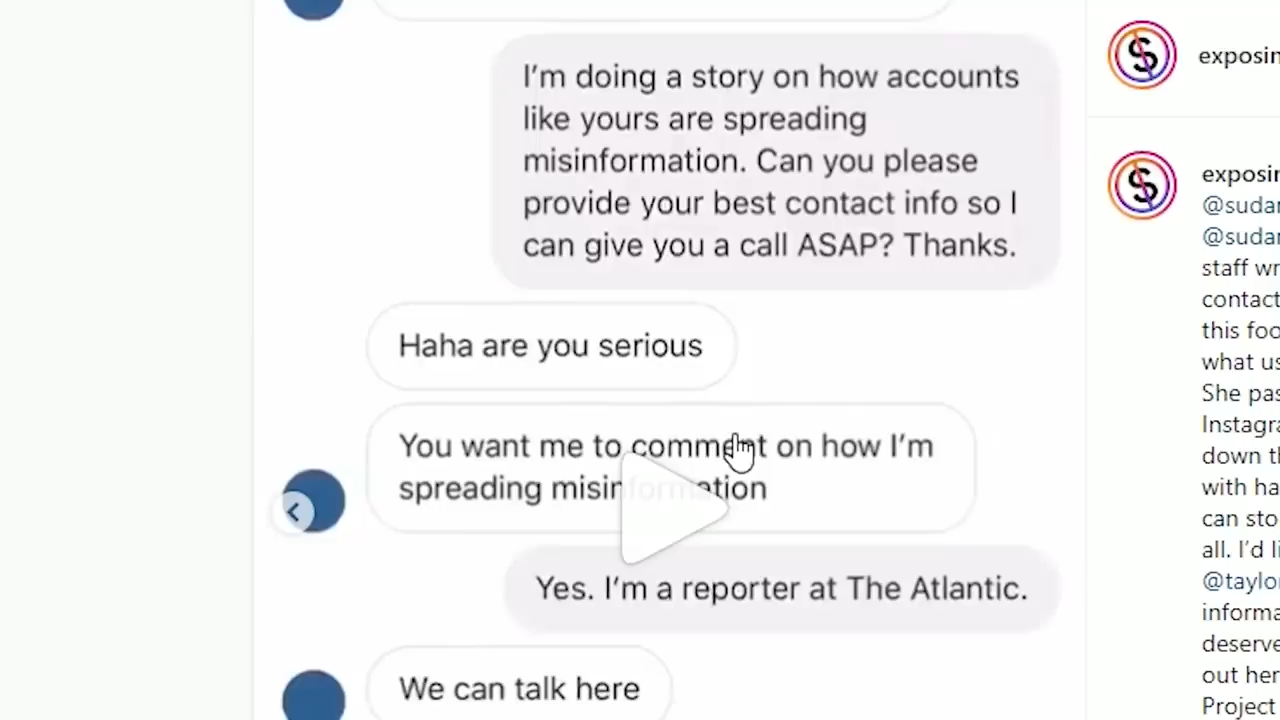 I'm doing a story on how accounts
like yours are spreading
misinformation. Can you please
provide your best contact info so I
can give you a call ASAP? Thanks.
Haha are you serious
You want me to comment on how I'm
spreading misinformation
Yes. I'm a reporter at The Atlantic.
We can talk here
exposin
exposin
@sudan
@sudan
staff wr
contact
this foo
what us
She pas
Instagra
down th
with ha
can sto
all. I'd li
@taylor
informa
deserve
out her
Project